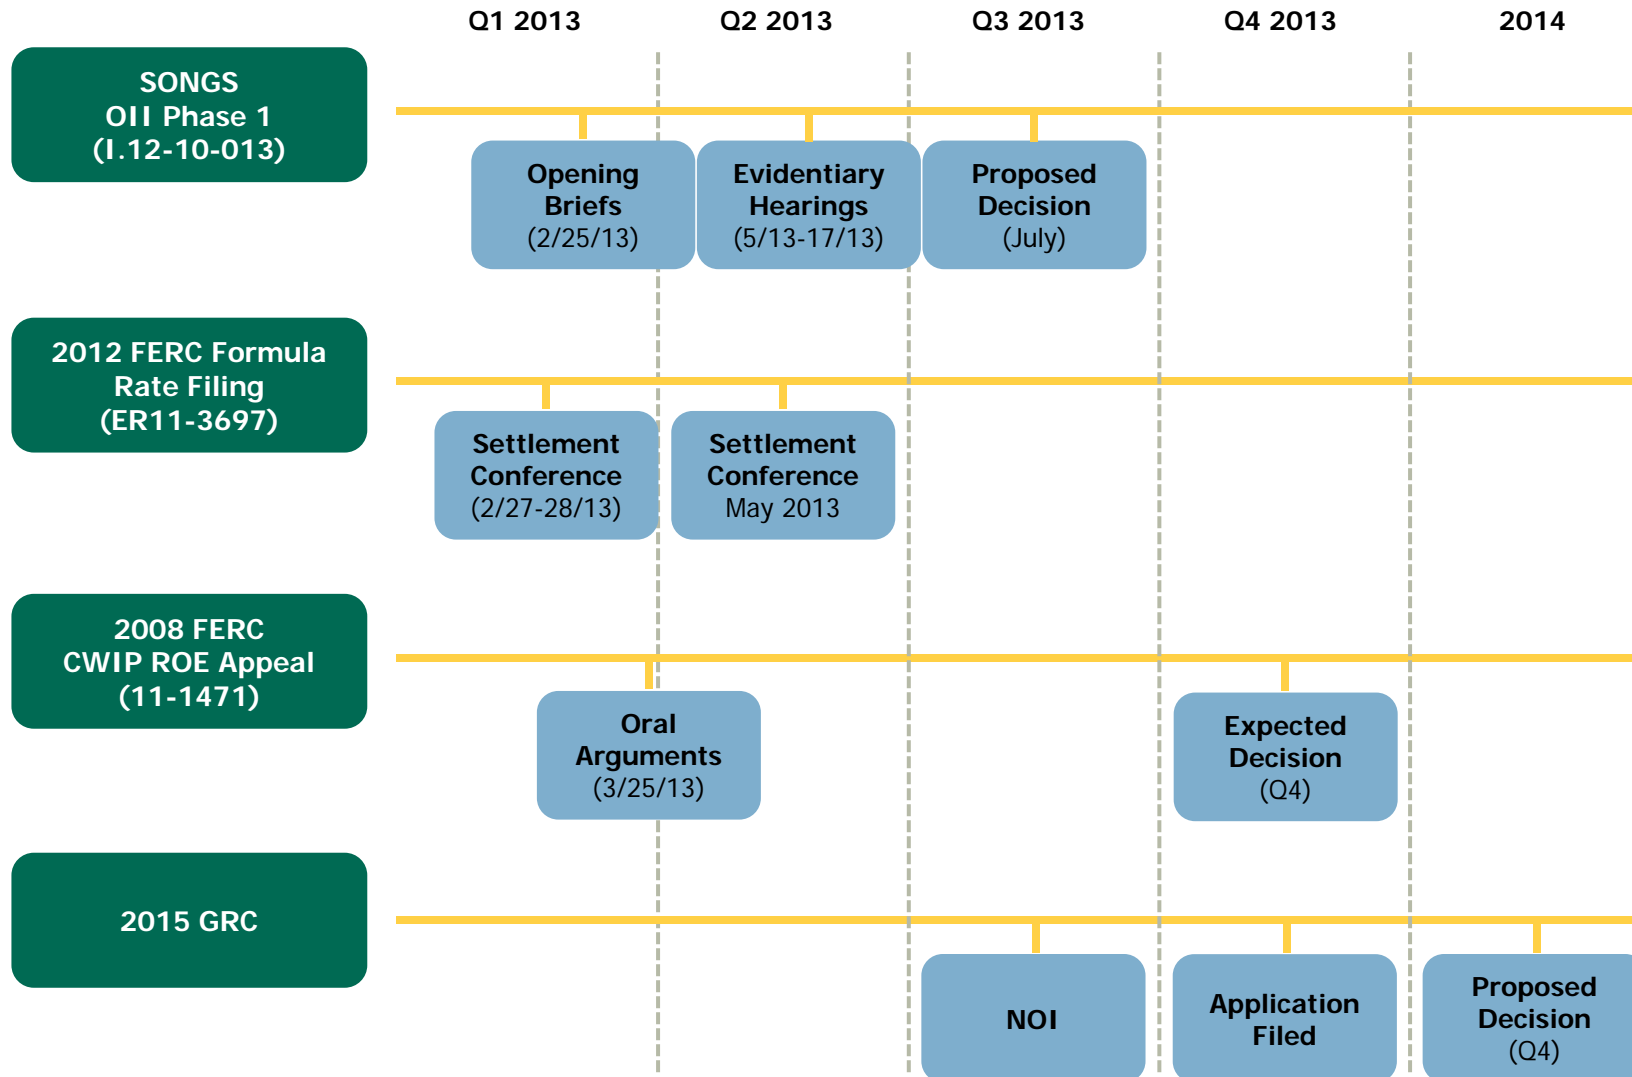 Q1 2013
Q2 2013
Q3 2013
Q4 2013
2014
SONGS
OII Phase 1
(I.12-10-013)
Opening
Briefs
(2/25/13)
Evidentiary
Hearings
(5/13-17/13)
Proposed
Decision
(July)
2012 FERC Formula
Rate Filing
(ER11-3697)
Settlement
Conference
(2/27-28/13)
Settlement
Conference
May 2013
2008 FERC
CWIP ROE Appeal
(11-1471)
Oral
Arguments
(3/25/13)
Expected
Decision
(Q4)
2015 GRC
NOI
Application
Filed
Proposed
Decision
(Q4)